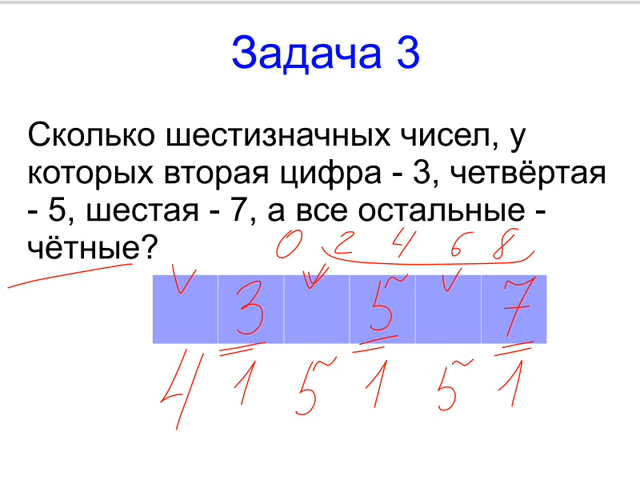 Задача 3
Сколько шестизначных чисел, у
которых вторая цифра - 3, четвёртая
- 5, шестая - 7, а все остальные -
чётные?
0 2 4 6 8
3 5 7
4 1 5 1 5 1